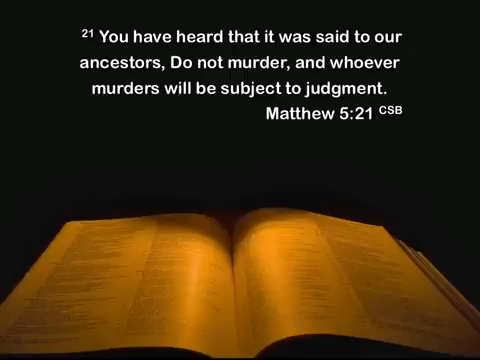 21 You have heard that it was said to our
ancestors, Do not murder, and whoever
murders will be subject to judgment.
Matthew 5:21 CSB